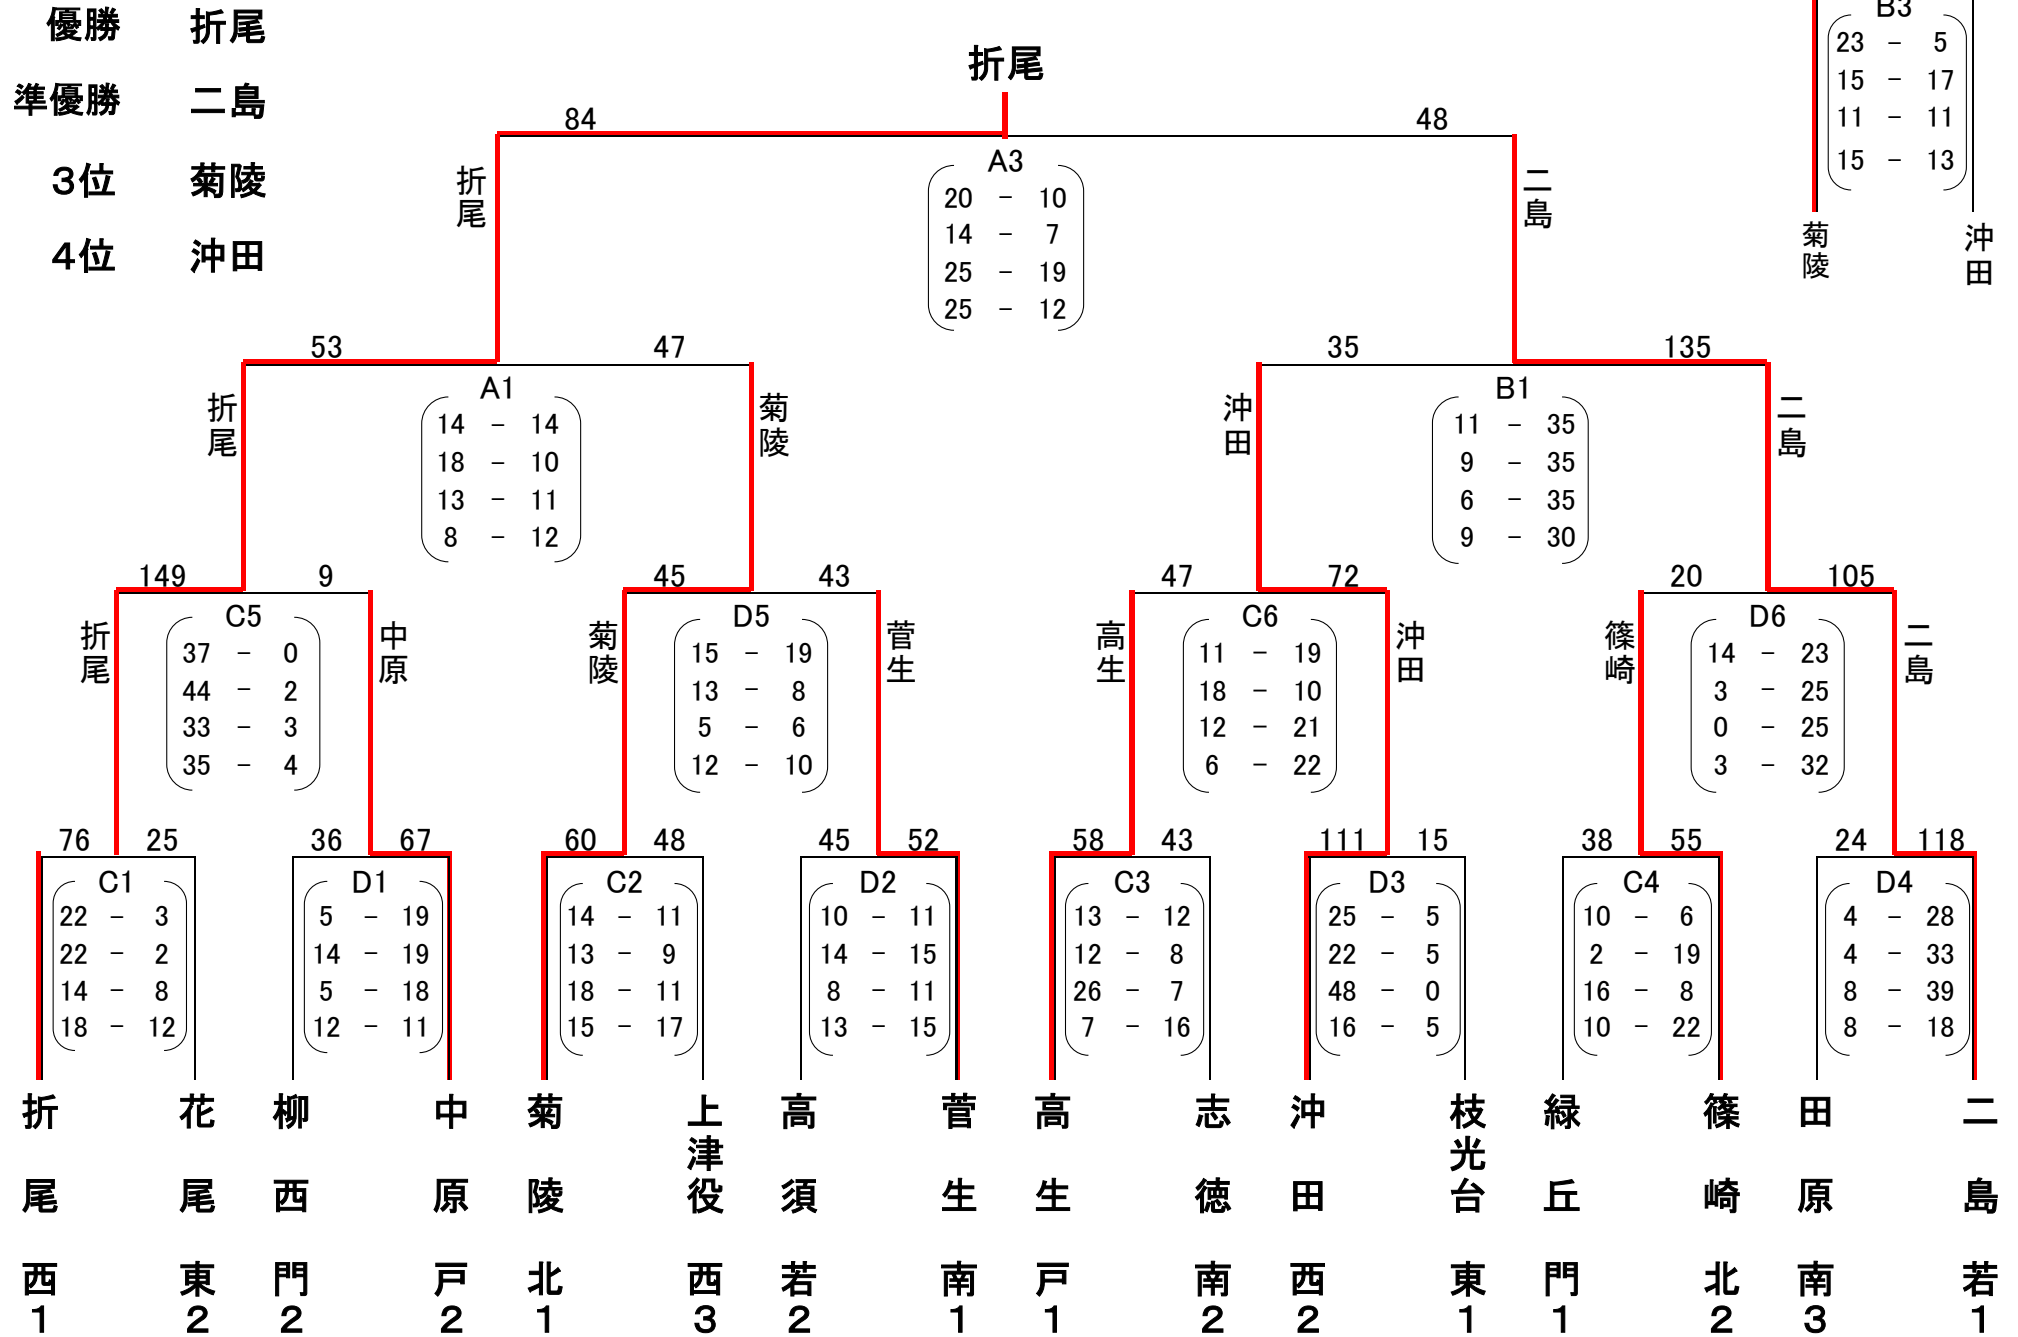 優勝 折尾
準優勝 二島
３位 菊陵
４位 沖田
B3
23 - 5
15 - 17
11 - 11
15 - 13
菊陵 沖田
折尾
84 48
折尾 二島
A3
20 - 10
14 - 7
25 - 19
25 - 12
53 47 35 135
折尾 菊陵 沖田 二島
A1
14 - 14
18 - 10
13 - 11
8 - 12
B1
11 - 35
9 - 35
6 - 35
9 - 30
149 9 45 43 47 72 20 105
折尾 中原 菊陵 菅生 高生 沖田 篠崎 二島
C5
37 - 0
44 - 2
33 - 3
35 - 4
D5
15 - 19
13 - 8
5 - 6
12 - 10
C6
11 - 19
18 - 10
12 - 21
6 - 22
D6
14 - 23
3 - 25
0 - 25
3 - 32
76 25 36 67 60 48 45 52 58 43 111 15 38 55 24 118
C1
22 - 3
22 - 2
14 - 8
18 - 12
D1
5 - 19
14 - 19
5 - 18
12 - 11
C2
14 - 11
13 - 9
18 - 11
15 - 17
D2
10 - 11
14 - 15
8 - 11
13 - 15
C3
13 - 12
12 - 8
26 - 7
7 - 16
D3
25 - 5
22 - 5
48 - 0
16 - 5
C4
10 - 6
2 - 19
16 - 8
10 - 22
D4
4 - 28
4 - 33
8 - 39
8 - 18
折尾西1
花尾東2
柳西門2
中原戸2
菊陵北1
上津役西3
高須若2
菅生南1
高生戸1
志徳南2
沖田西2
枝光台東1
緑丘門1
篠崎北2
田原南3
二島若1